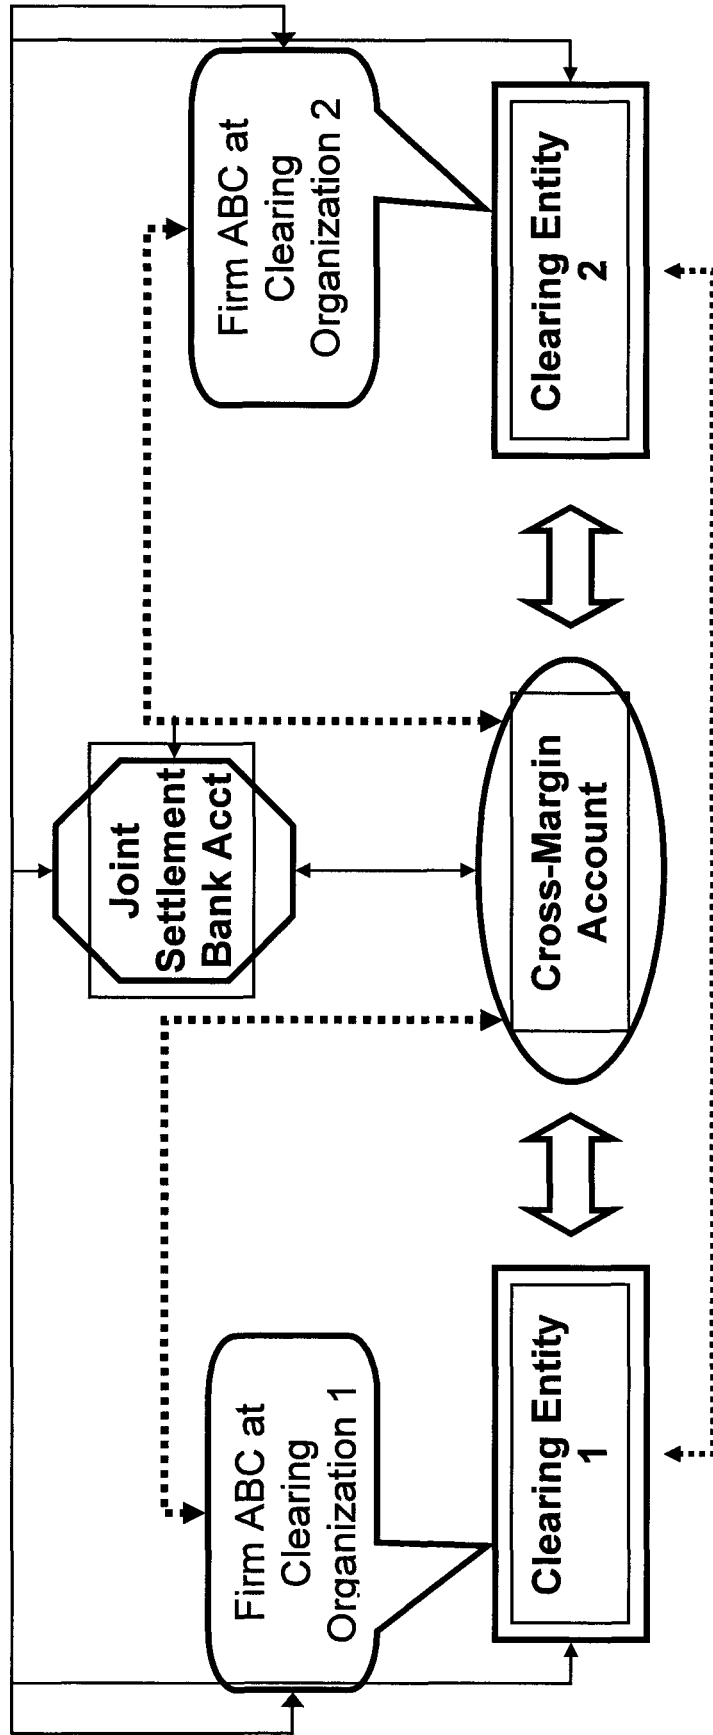 Firm ABC at
Clearing
Organization 1
Clearing Entity
1
Joint
Settlement
Bank Acct
Cross-Margin
Account
Firm ABC at
Clearing
Organization 2
Clearing Entity
2